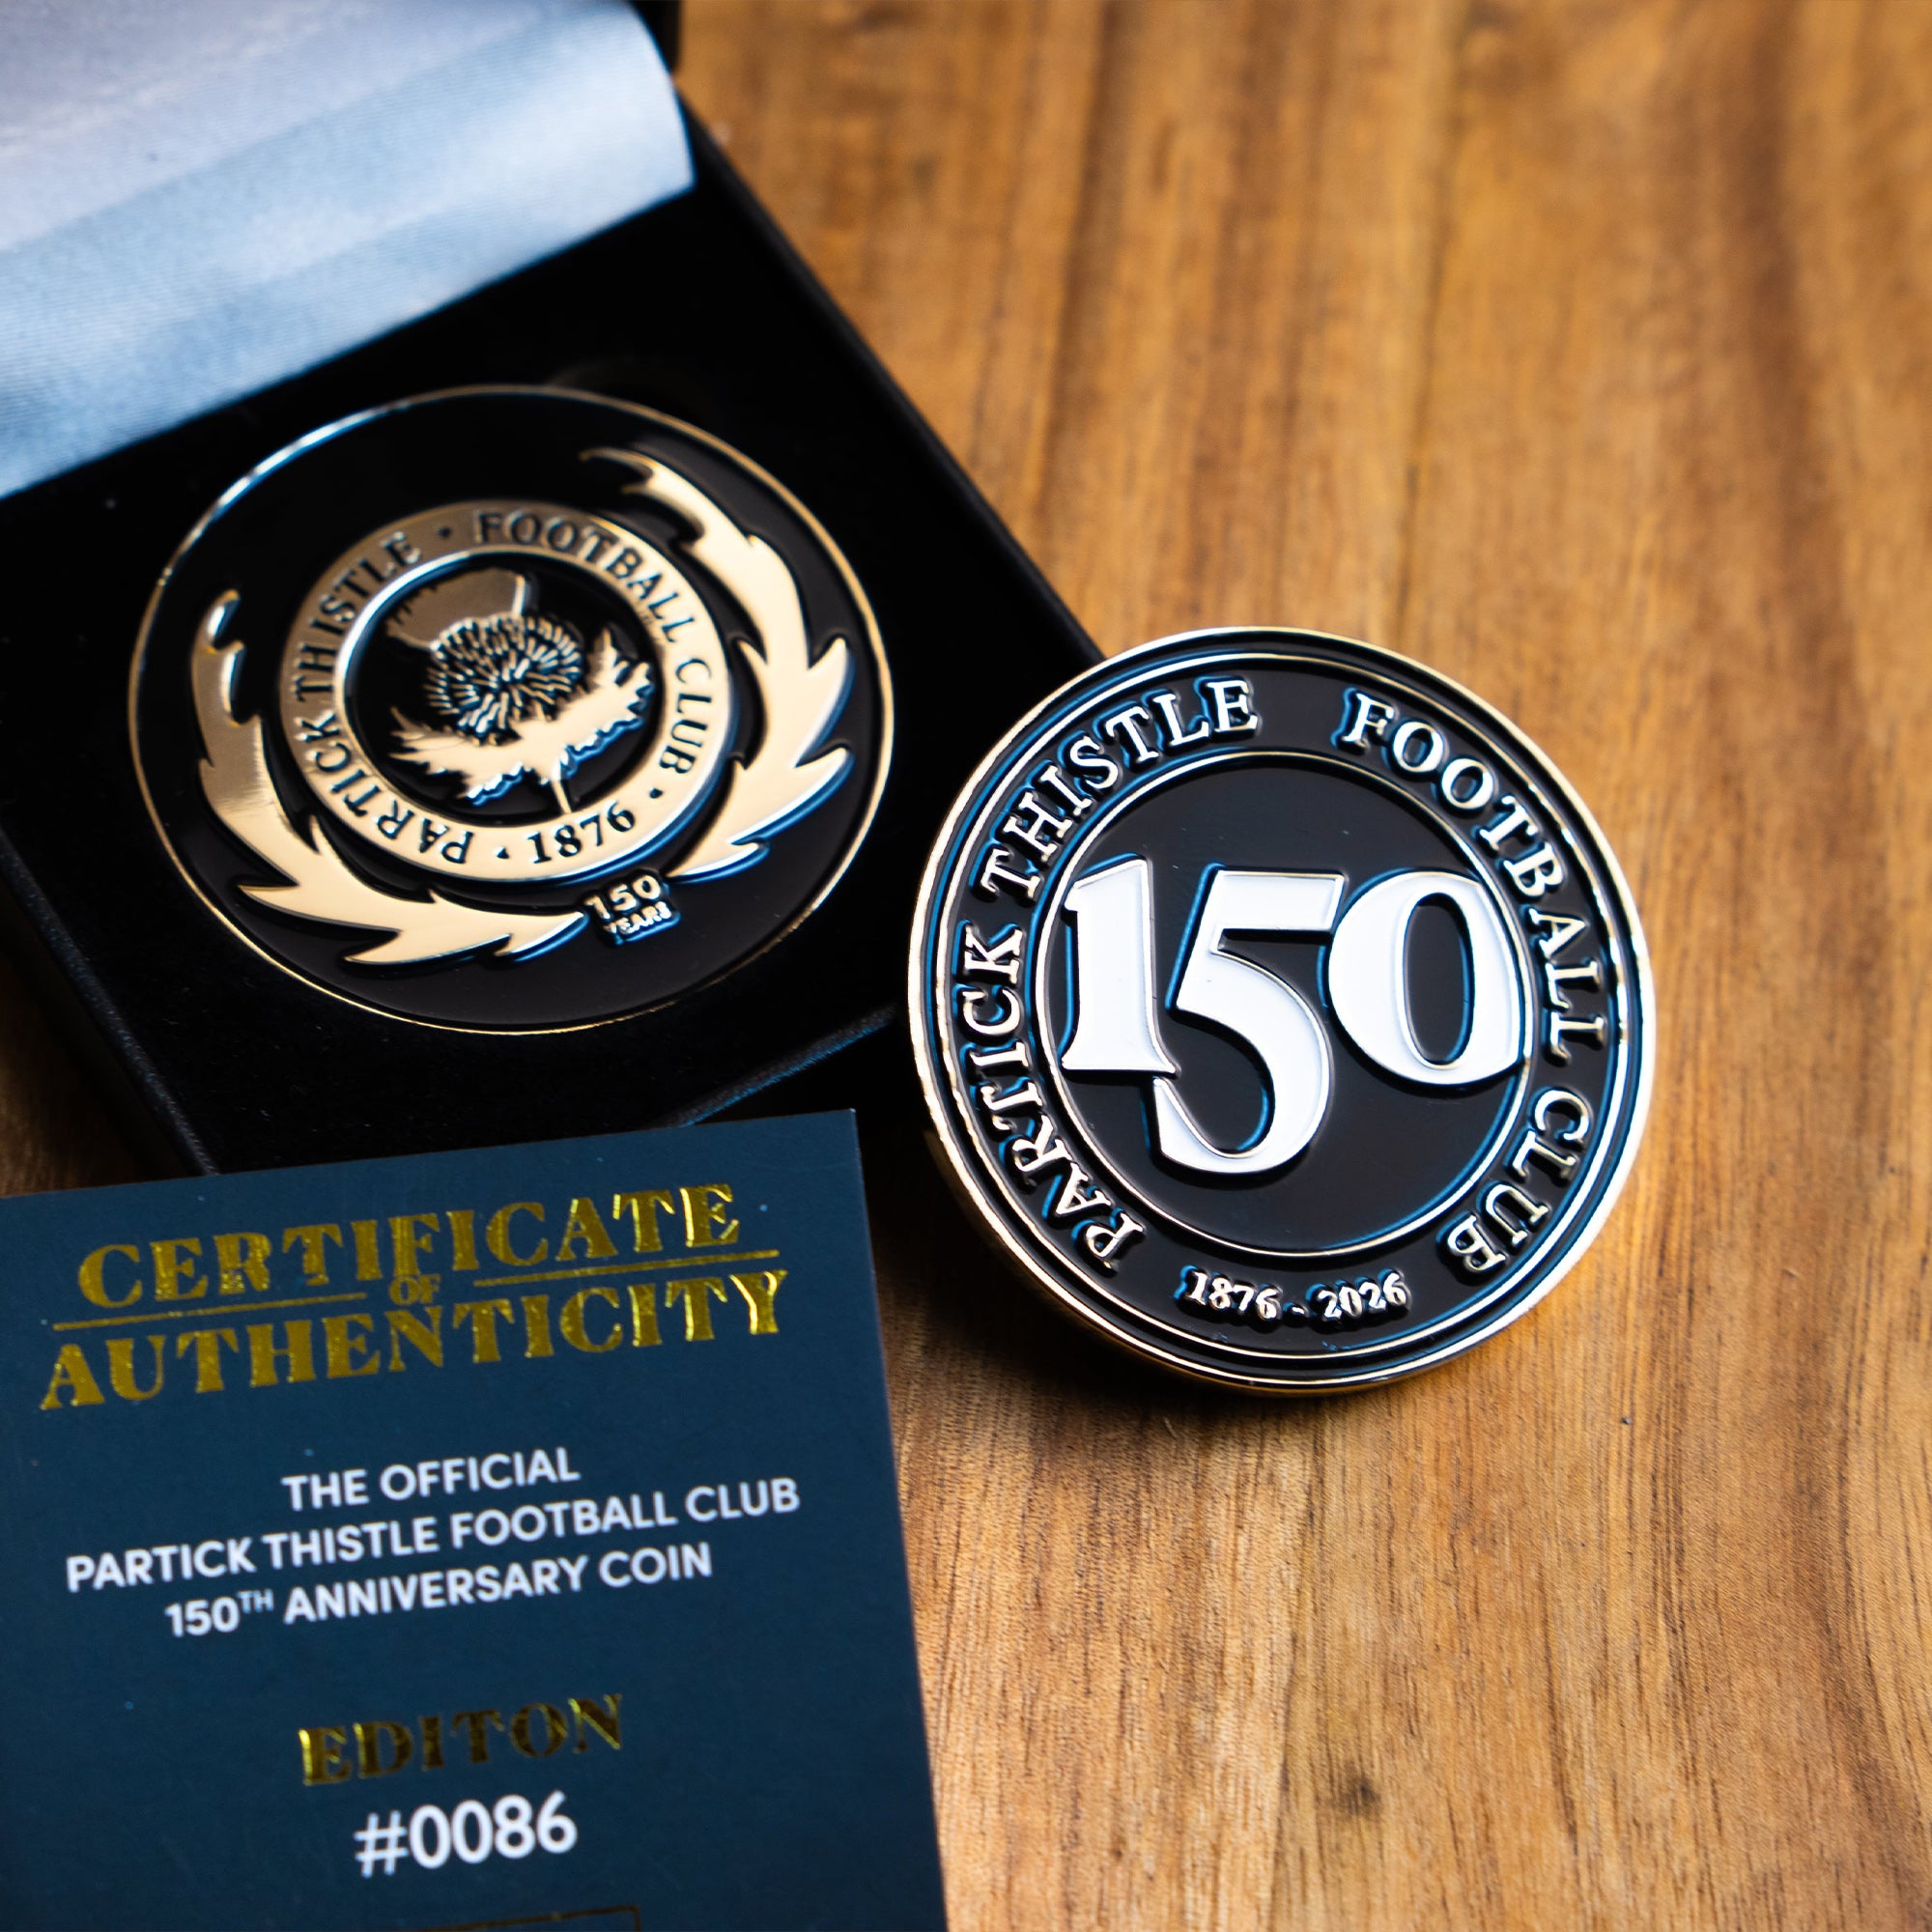 PARTICK THISTLE · FOOTBALL CLUB ·
· 1876 ·
150
YEARS
PARTICK THISTLE FOOTBALL CLUB
150
1876 - 2026
CERTIFICATE
OF
AUTHENTICITY
THE OFFICIAL
PARTICK THISTLE FOOTBALL CLUB
150TH ANNIVERSARY COIN
EDITON
#0086